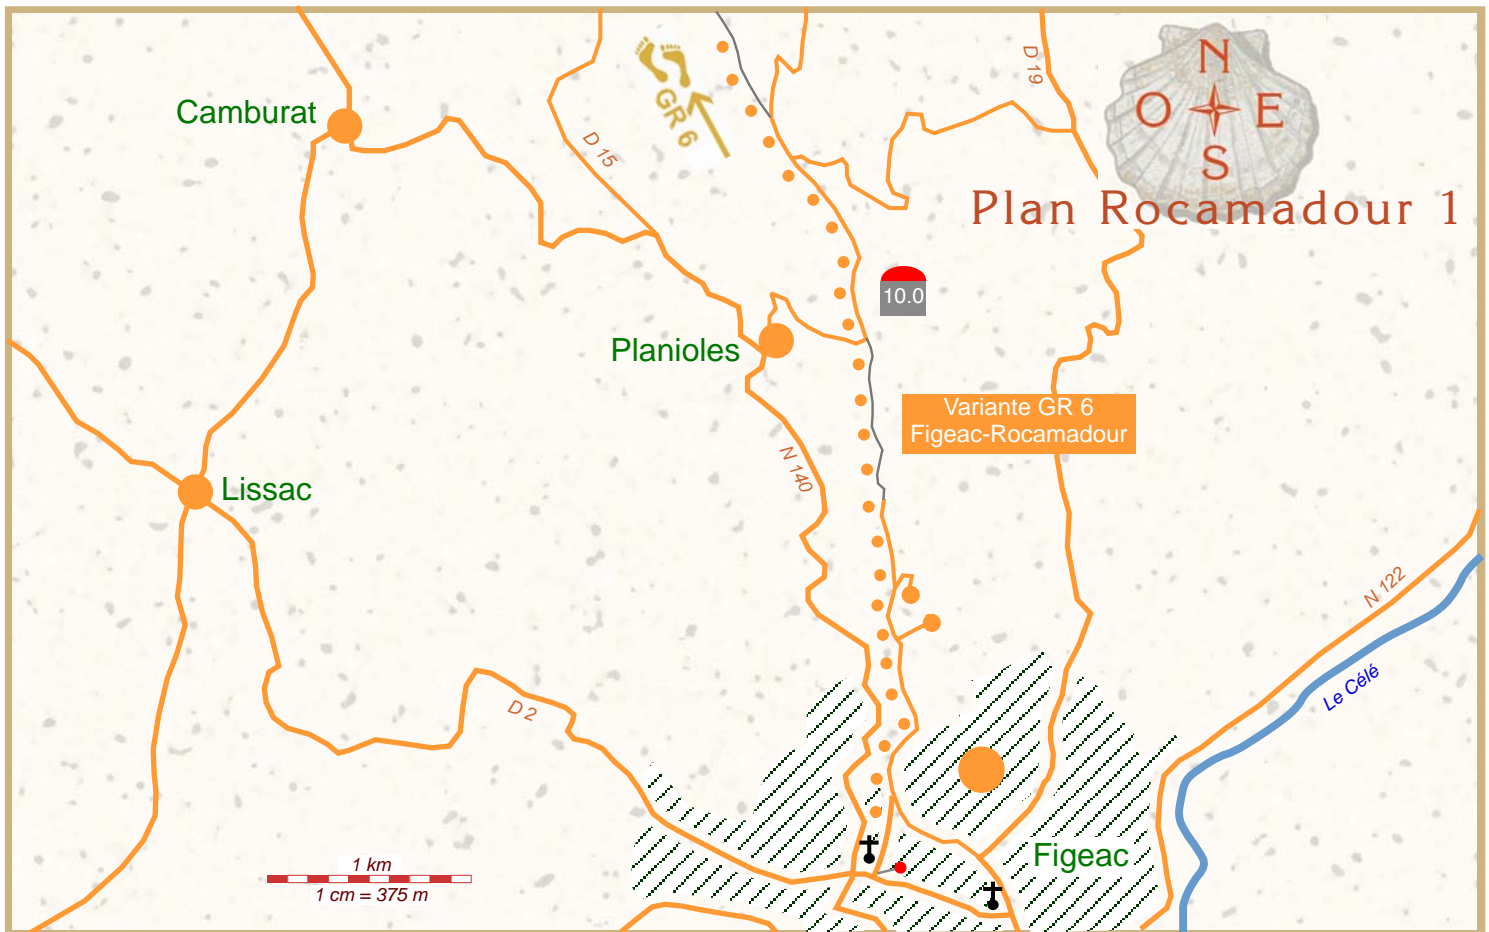 N
O E
S
Plan Rocamadour 1
D 19
Camburat
D 15
GR 6
10.0
Planioles
Variante GR 6
Figeac-Rocamadour
N 140
Lissac
N 122
Le Célé
D 2
Figeac
1 km
1 cm = 375 m